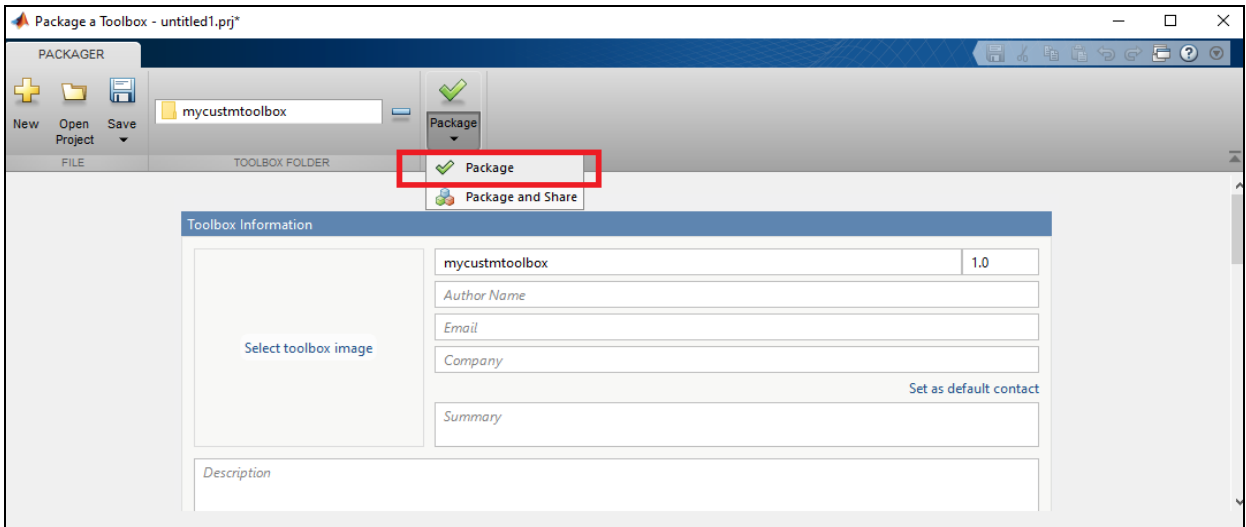 Package a Toolbox - untitled1.prj*
PACKAGER
New
Open Project
Save
mycustmtoolbox
Package
FILE
TOOLBOX FOLDER
Package
Package and Share
Toolbox Information
mycustmtoolbox
1.0
Author Name
Email
Select toolbox image
Company
Set as default contact
Summary
Description